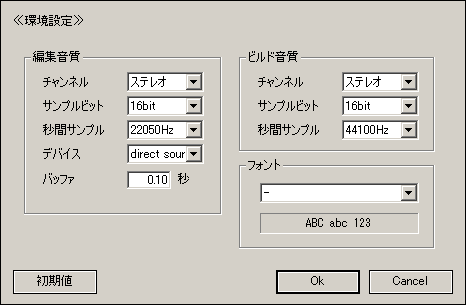 ≪環境設定≫
編集音質
チャンネル ステレオ
サンプルビット 16bit
秒間サンプル 22050Hz
デバイス direct sour
バッファ 0.10 秒
ビルド音質
チャンネル ステレオ
サンプルビット 16bit
秒間サンプル 44100Hz
フォント
-
ABC abc 123
初期値 Ok Cancel